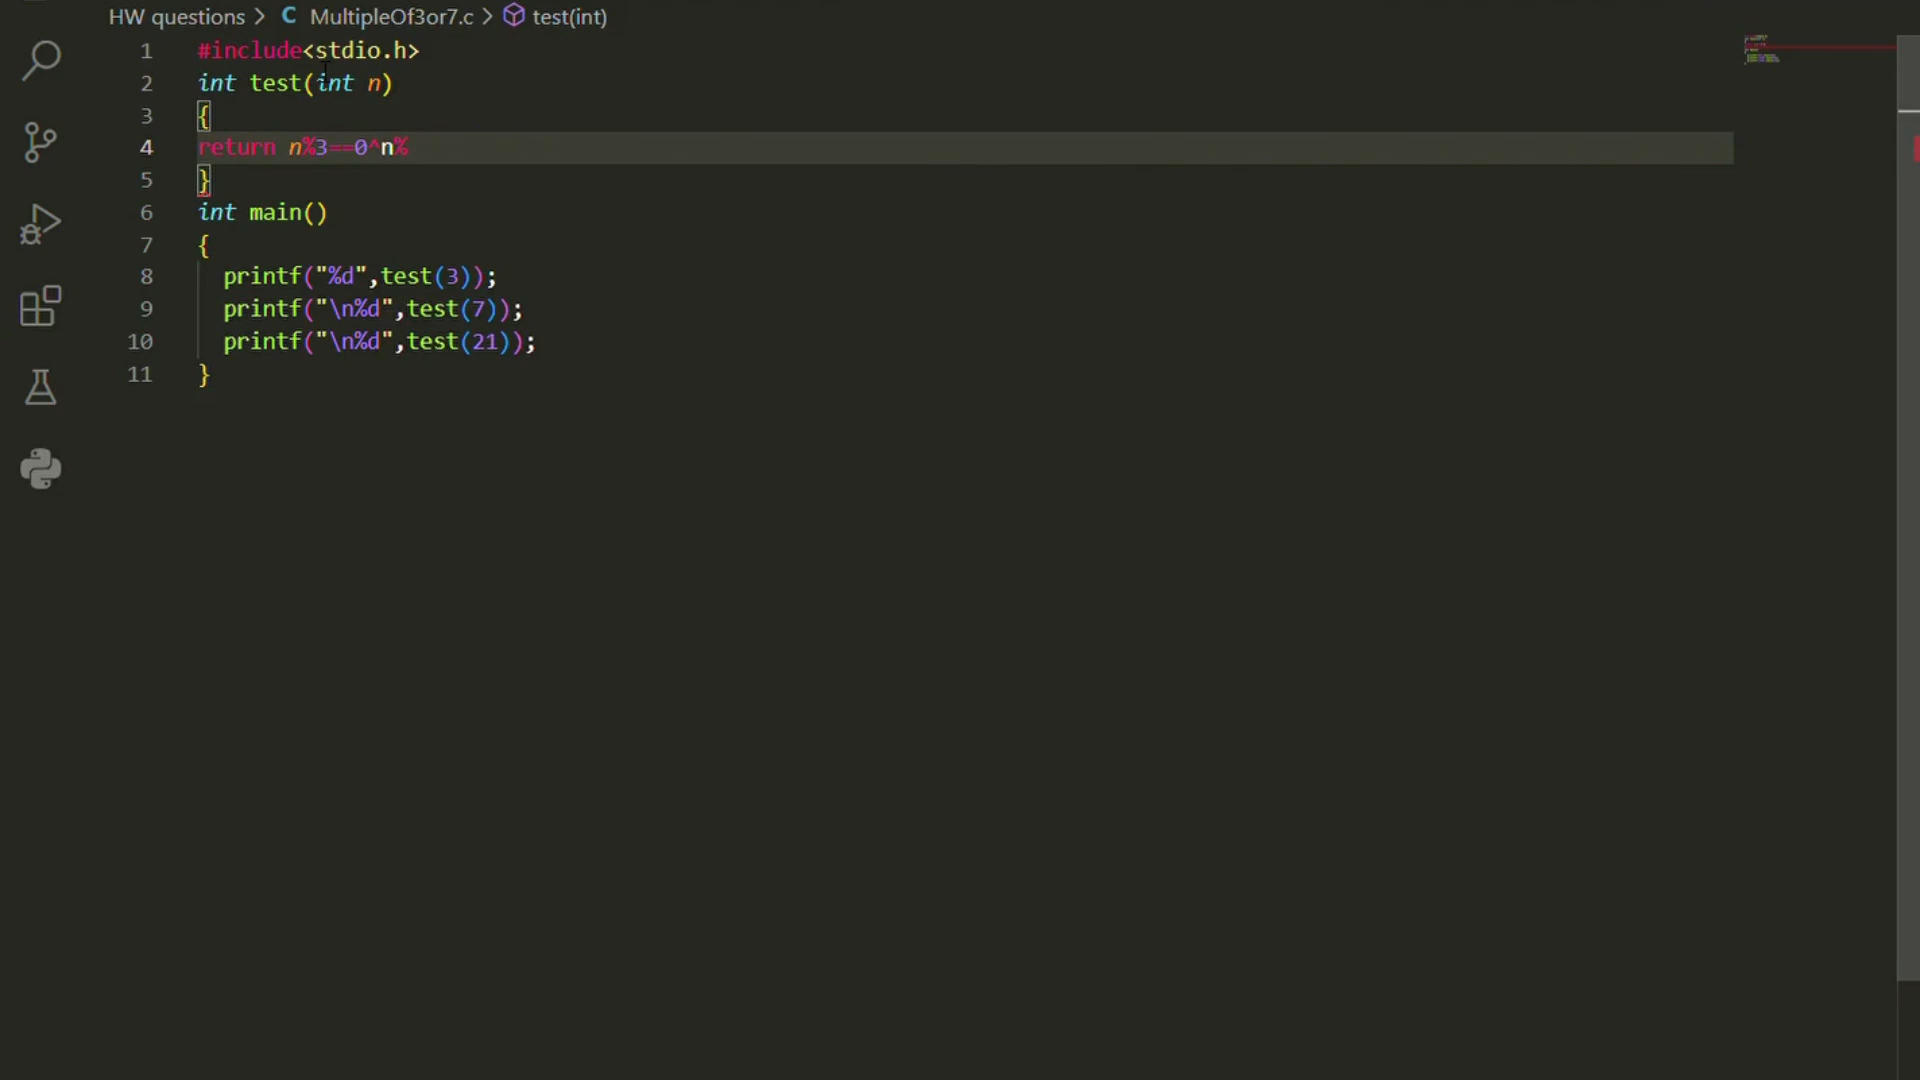 HW questions > C MultipleOf3or7.c > test(int)
1 #include<stdio.h>
2 int test(int n)
3 {
4 return n%3==0^n%
5 }
6 int main()
7 {
8 printf("%d",test(3));
9 printf("\n%d",test(7));
10 printf("\n%d",test(21));
11 }